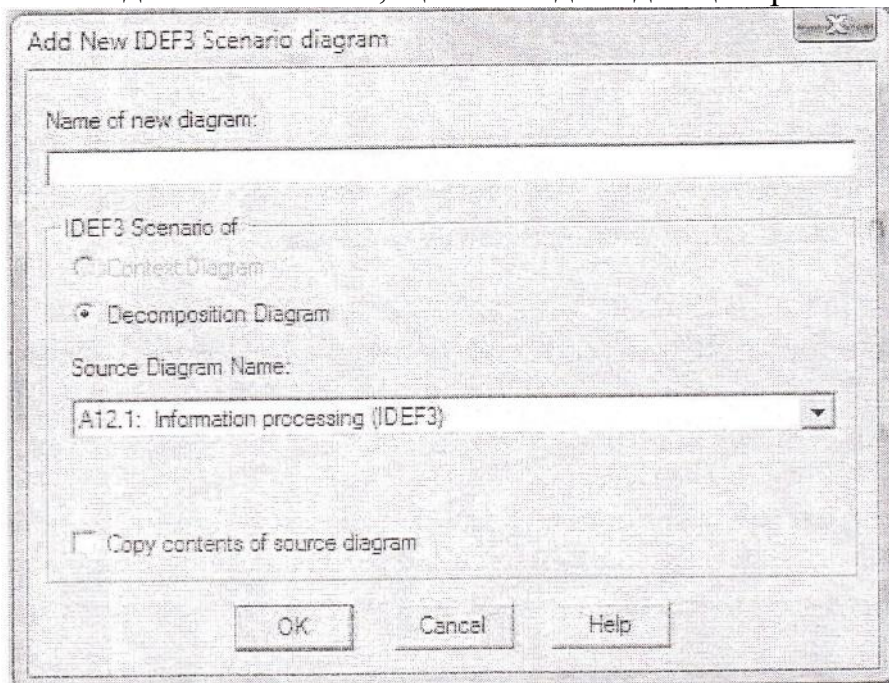 Add New IDEF3 Scenario diagram
Name of new diagram:
IDEF3 Scenario of
Context Diagram
Decomposition Diagram
Source Diagram Name:
A12.1: Information processing (IDEF3)
Copy contents of source diagram
OK Cancel Help